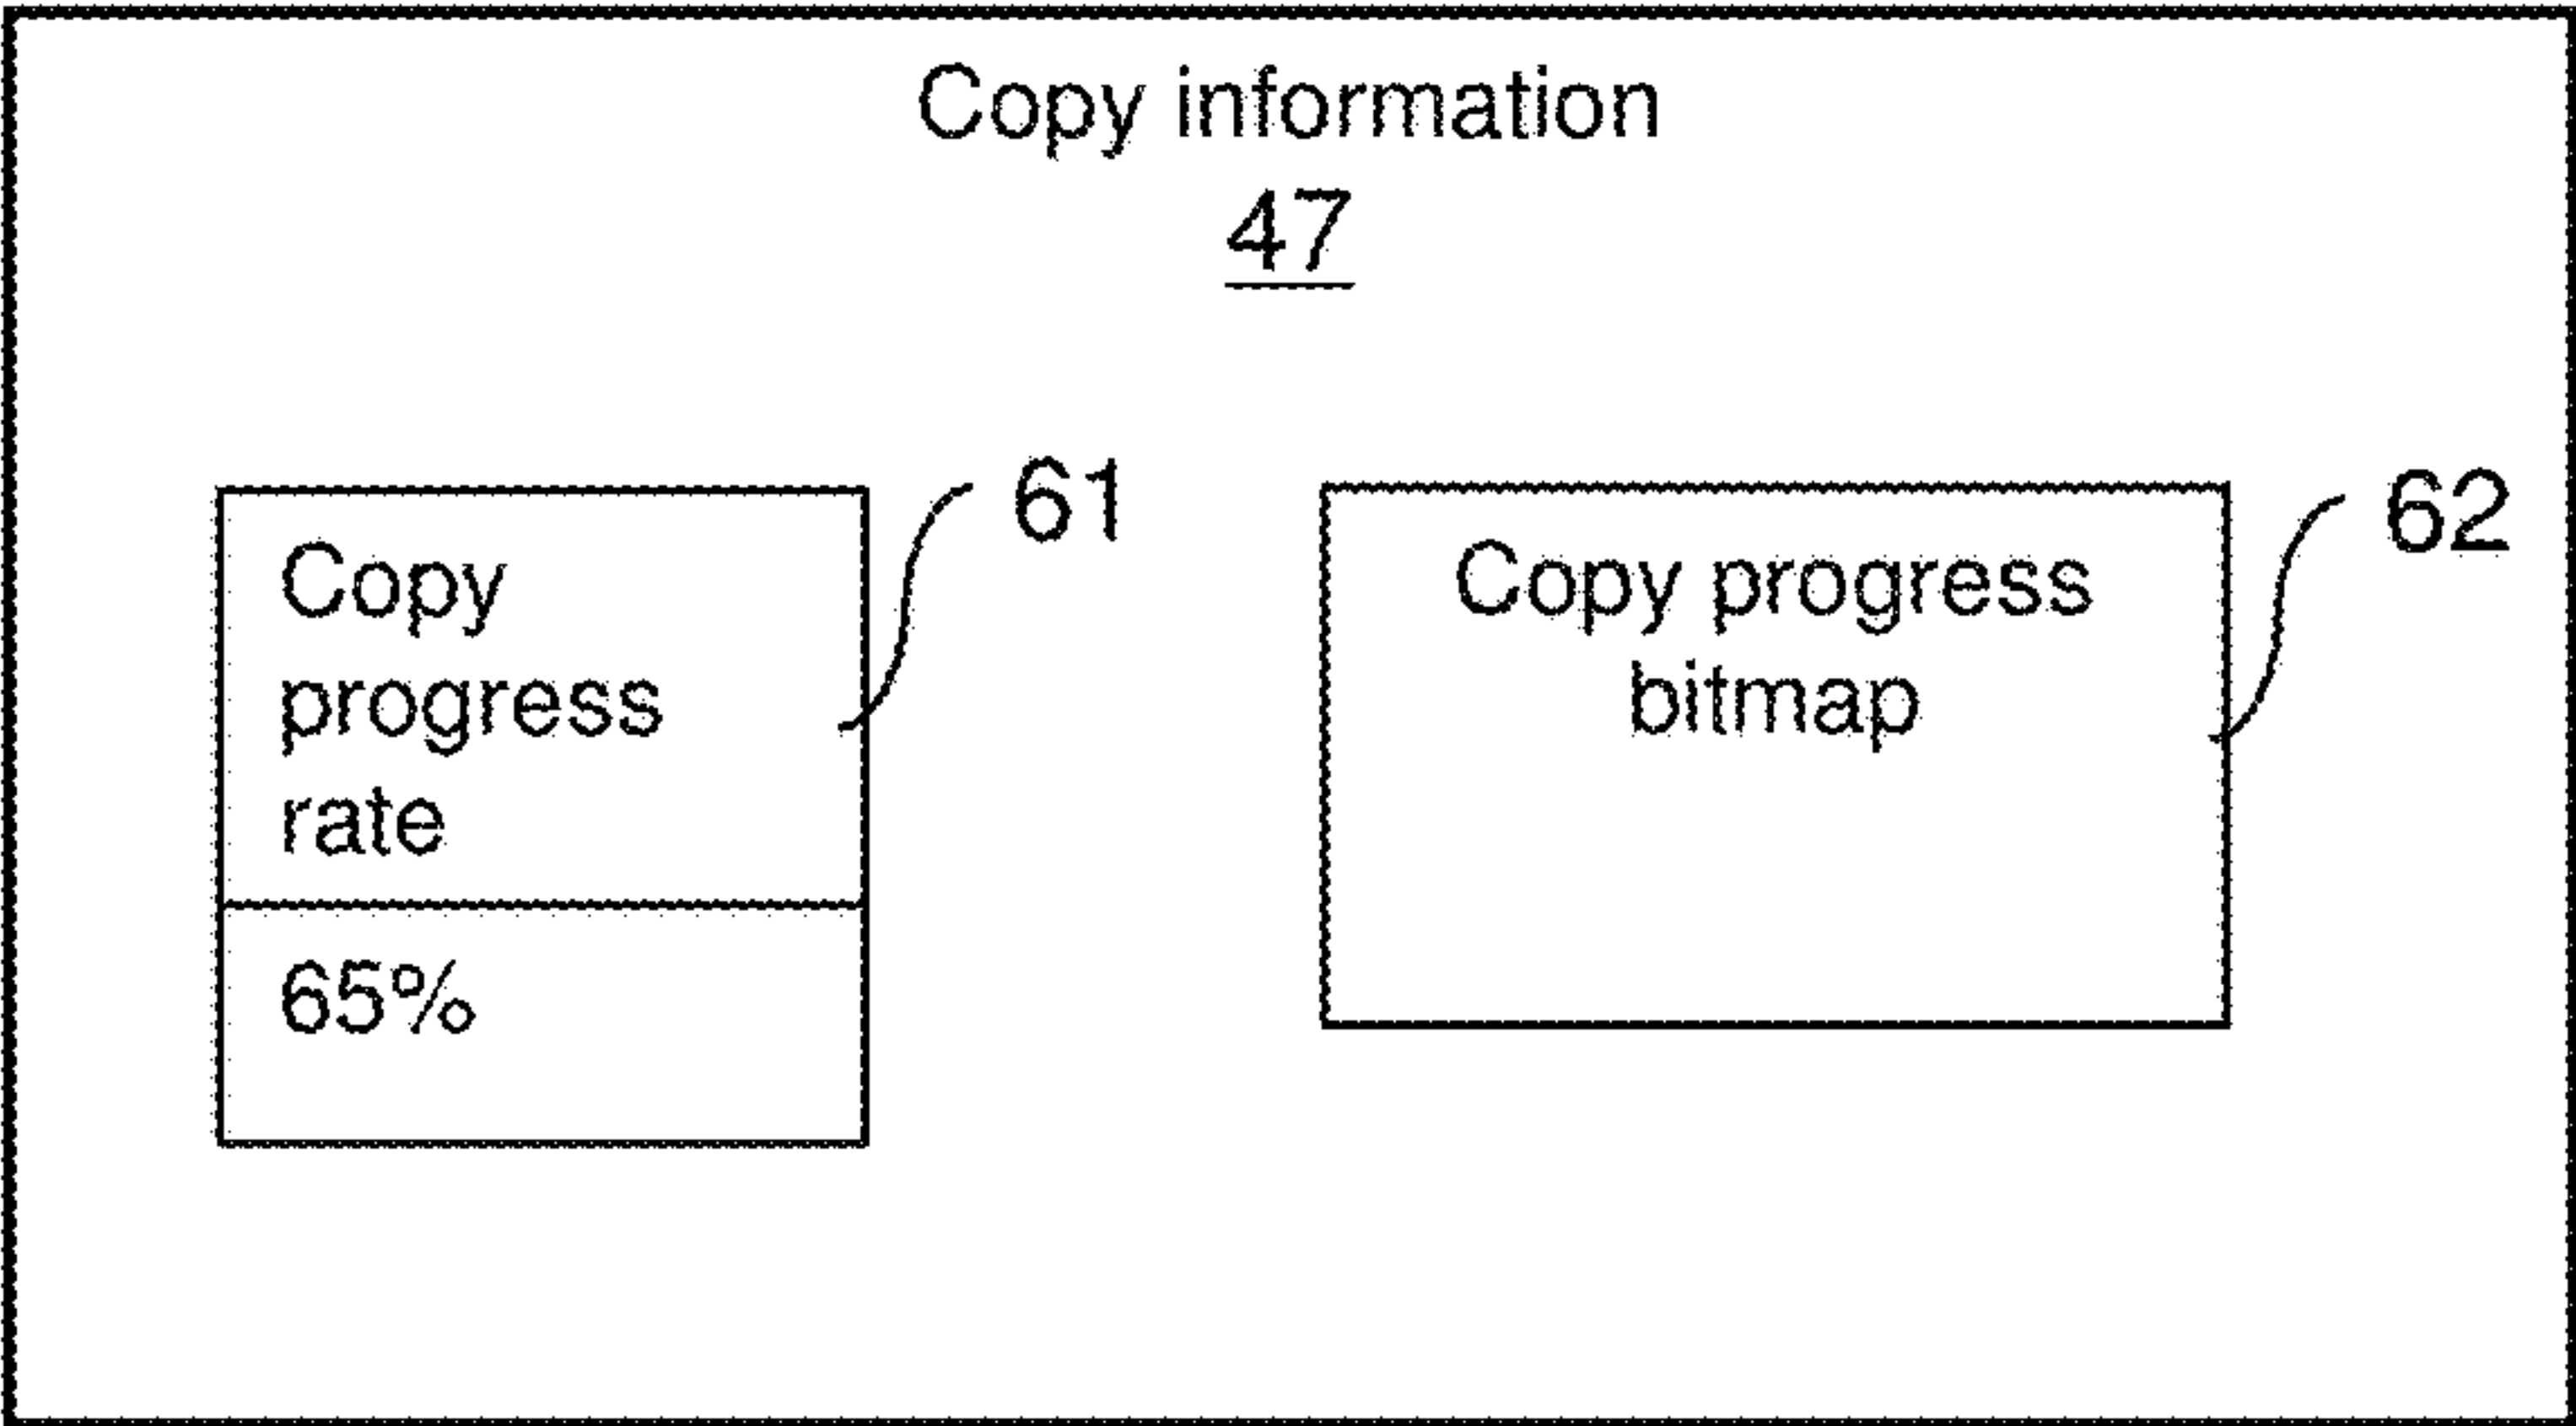 Copy information
47
61
Copy
progress
rate
65%
62
Copy progress
bitmap